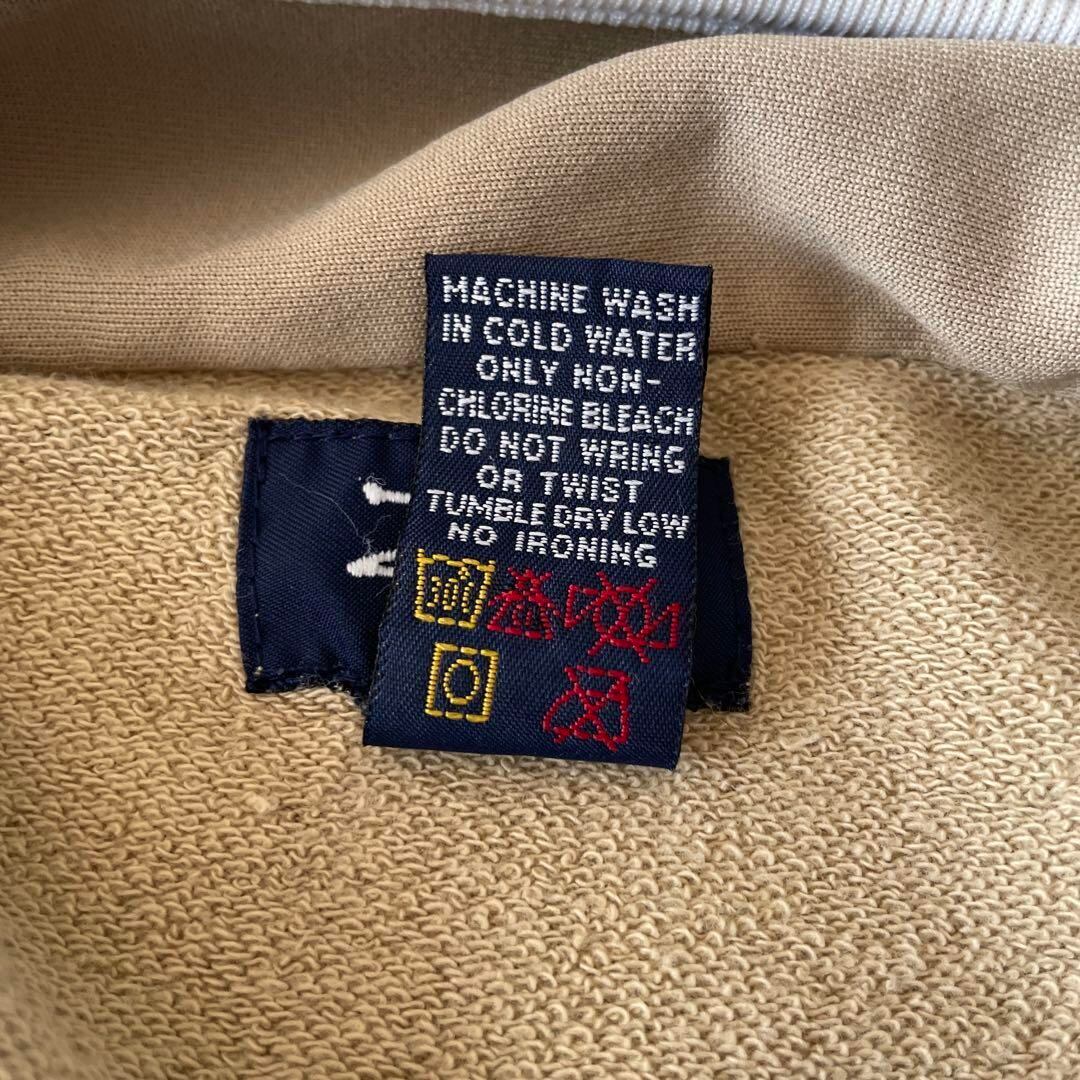 MACHINE WASH
IN COLD WATER
ONLY NON-
CHLORINE BLEACH
DO NOT WRING
OR TWIST
TUMBLE DRY LOW
NO IRONING